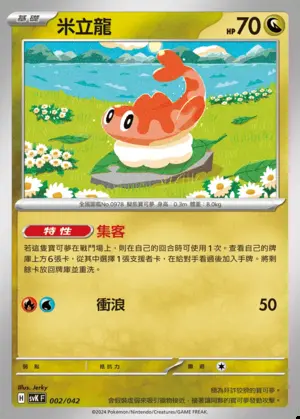 基礎 米立龍 HP 70
全國圖鑑No.0978 擬態寶可夢 身高：0.3m 體重：8.0kg
特性 集客
若這隻寶可夢在戰鬥場上，則在自己的回合時可使用1次。查看自己的牌
庫上方6張卡，從其中選擇1張支援者卡，在給對手看過後加入手牌。將剩
餘卡放回牌庫並重洗。
衝浪 50
弱點 抵抗力 撤退
Illus. Jerky
H svK F 002/042
©2024 Pokémon/Nintendo/Creatures/GAME FREAK.